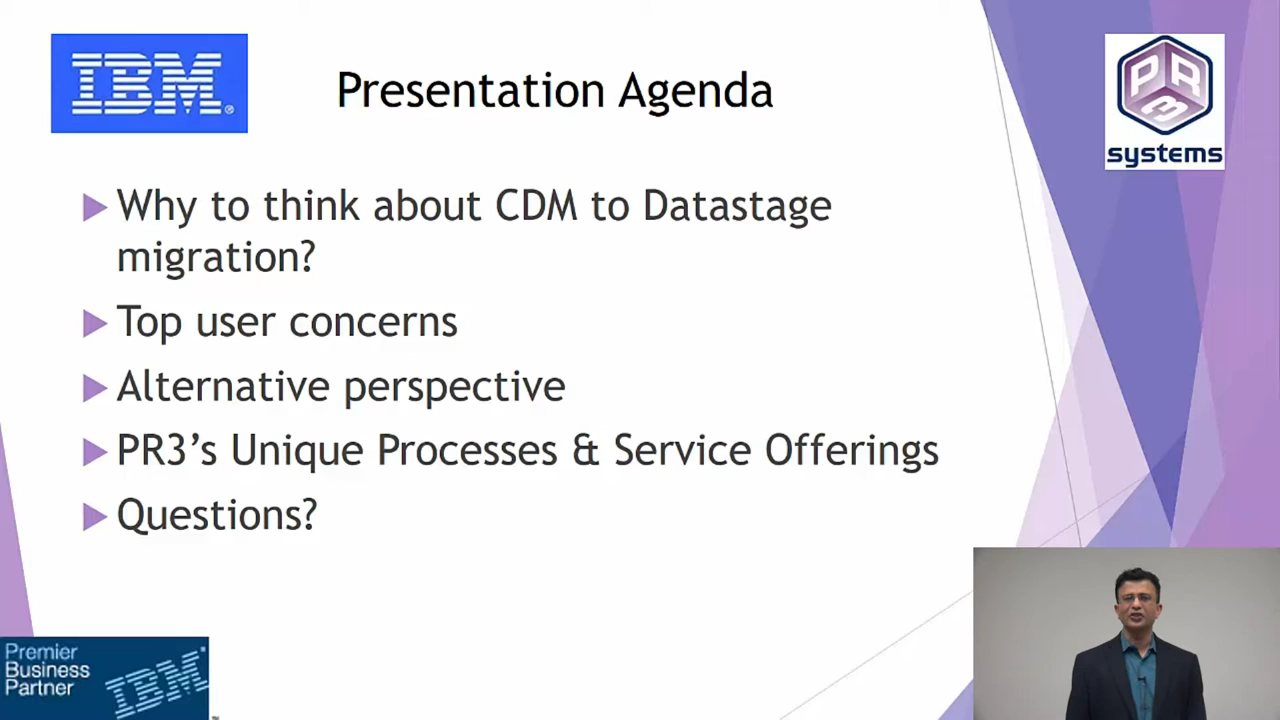 IBM®
Presentation Agenda
PR3
systems
Why to think about CDM to Datastage
migration?
Top user concerns
Alternative perspective
PR3’s Unique Processes & Service Offerings
Questions?
Premier
Business
Partner
IBM®
™